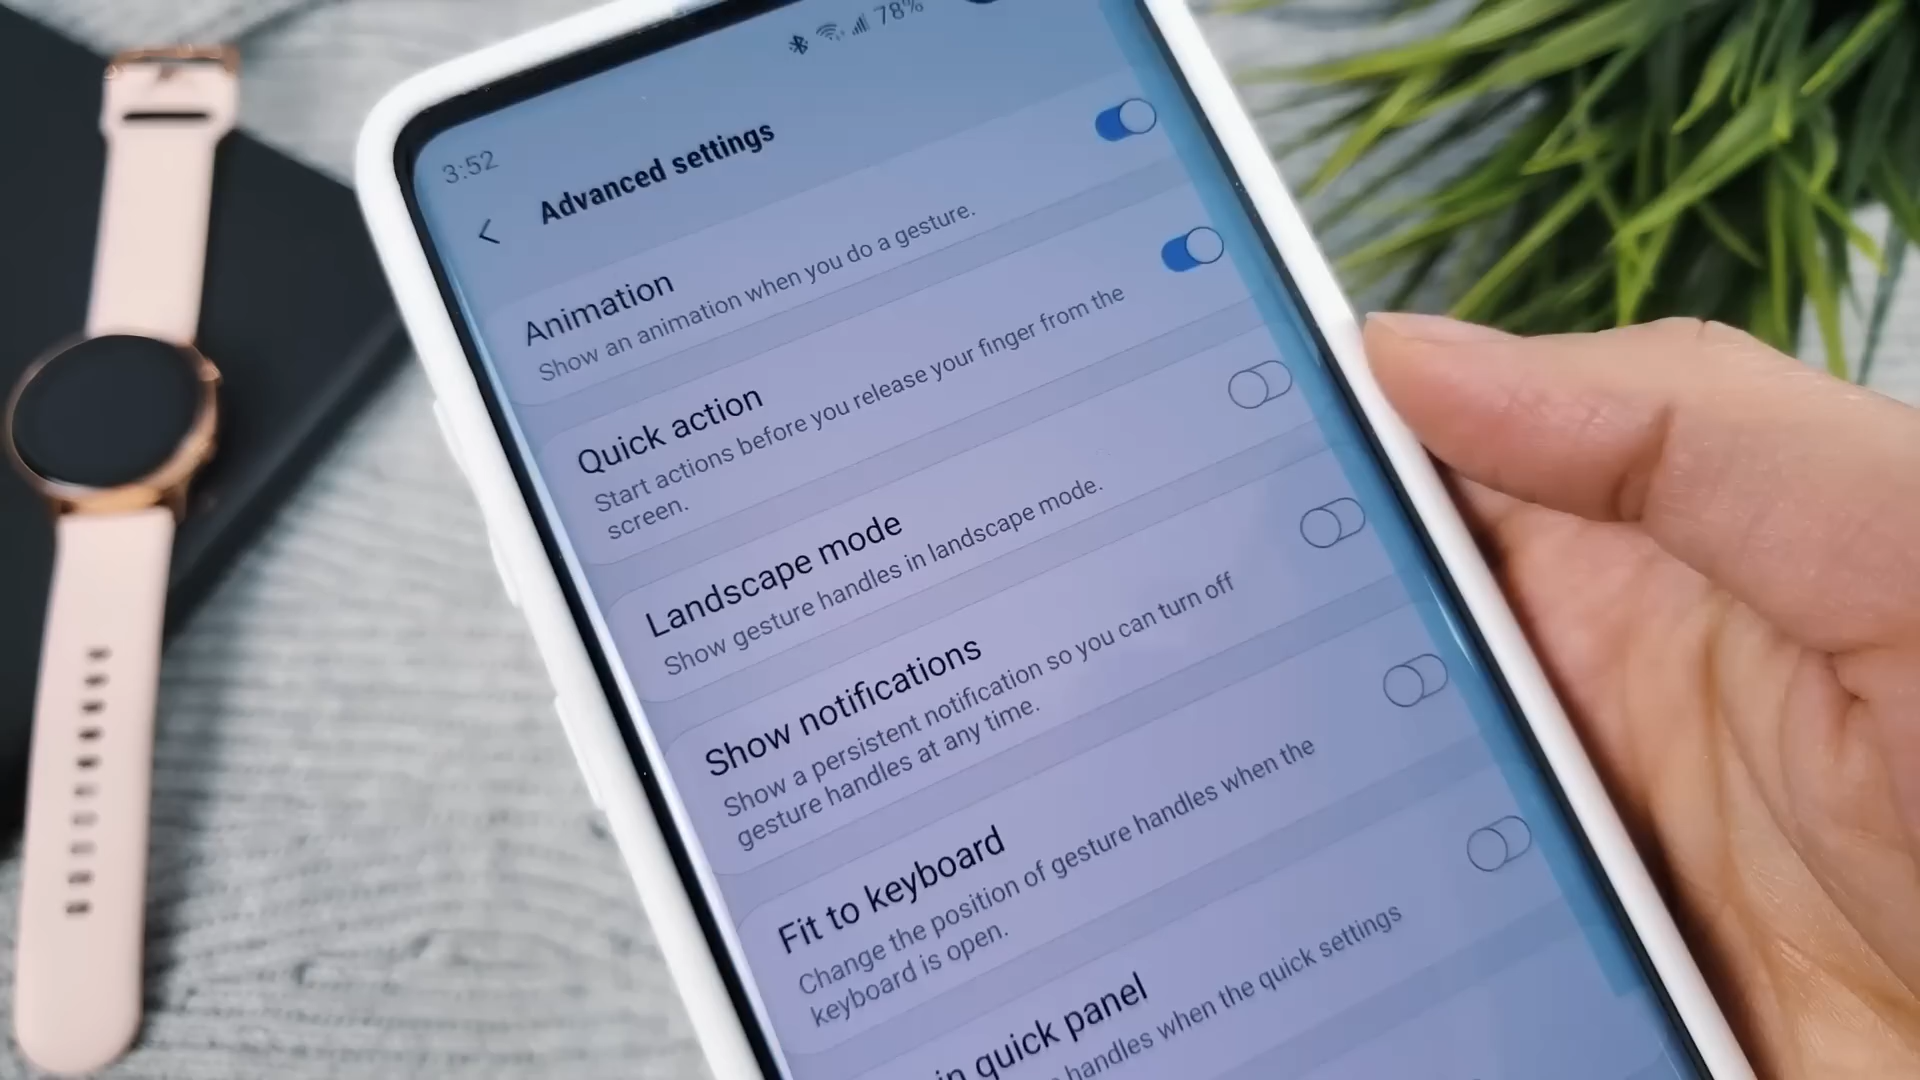 78%
3:52
Advanced settings
Animation
Show an animation when you do a gesture.
Quick action
Start actions before you release your finger from the
screen.
Landscape mode
Show gesture handles in landscape mode.
Show notifications
Show a persistent notification so you can turn off
gesture handles at any time.
Fit to keyboard
Change the position of gesture handles when the
keyboard is open.
in quick panel
handles when the quick settings